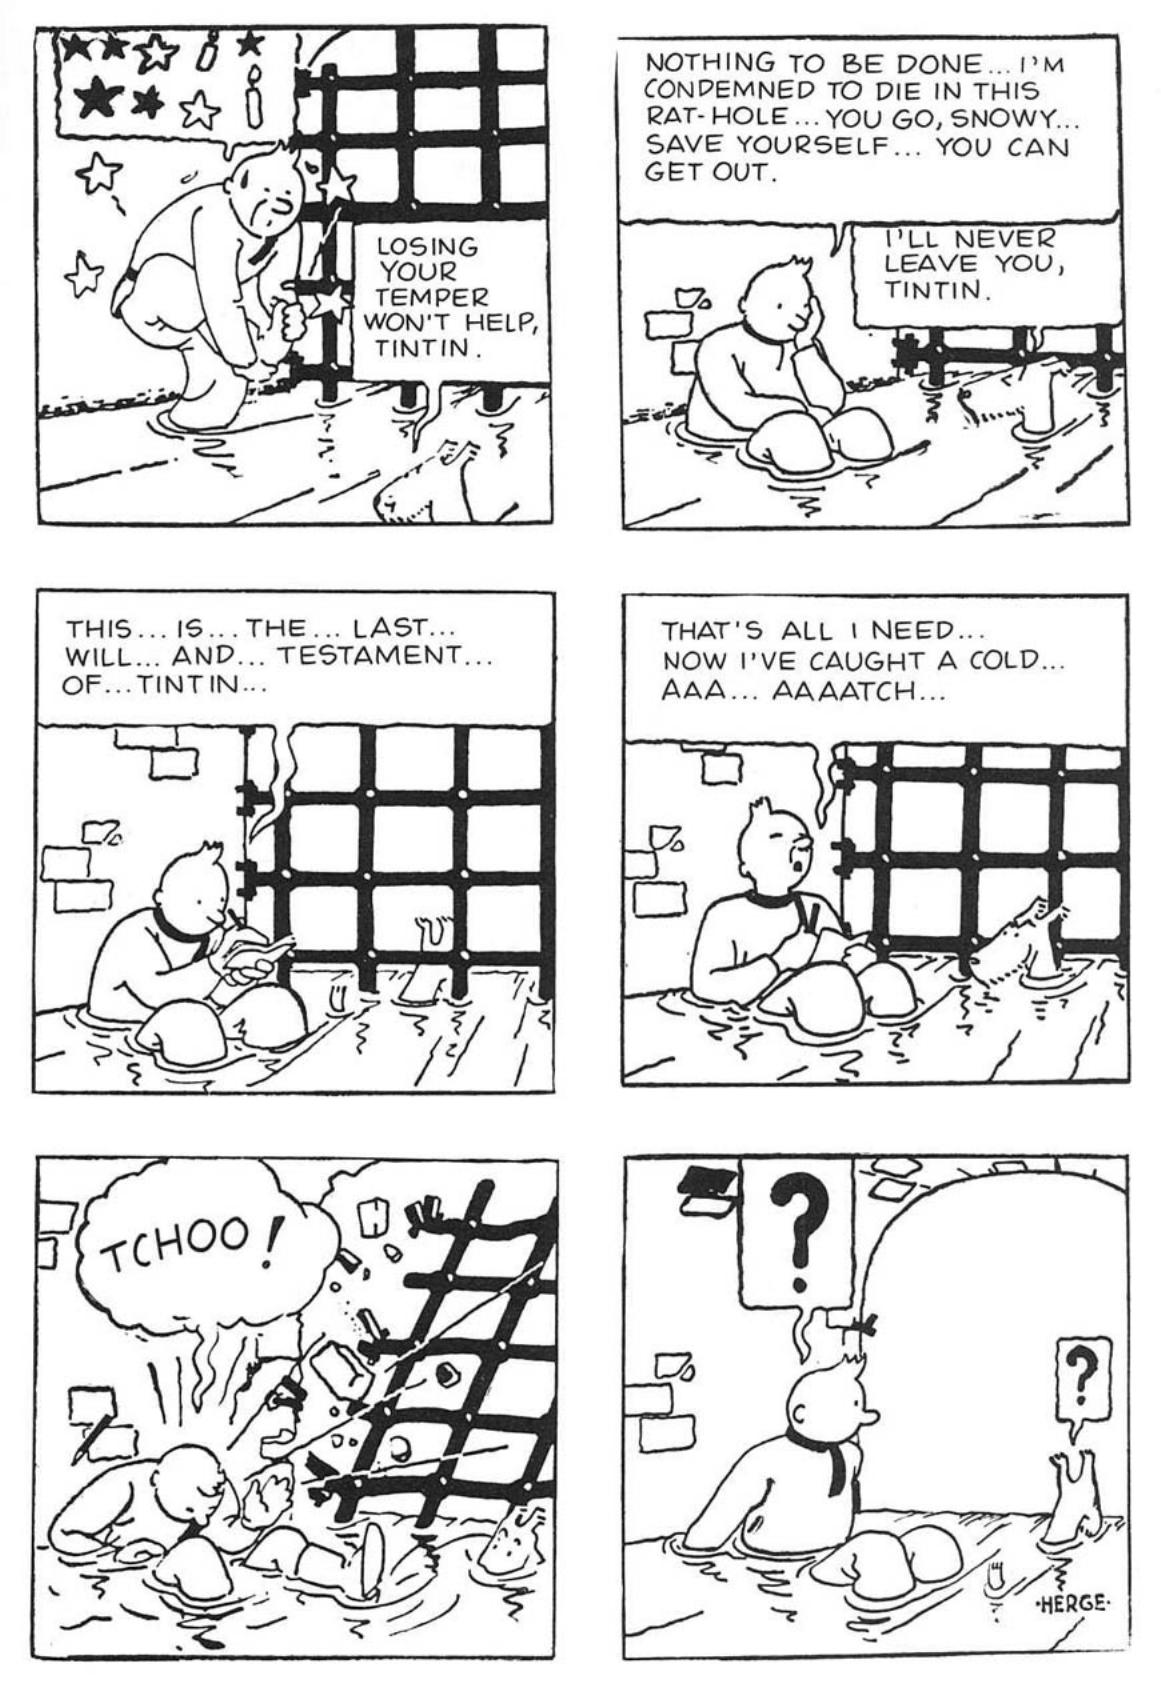 LOSING
YOUR
TEMPER
WON'T HELP,
TINTIN.
NOTHING TO BE DONE... I'M
CONDEMNED TO DIE IN THIS
RAT-HOLE... YOU GO, SNOWY...
SAVE YOURSELF... YOU CAN
GET OUT.
I'LL NEVER
LEAVE YOU,
TINTIN.
THIS... IS... THE... LAST...
WILL... AND... TESTAMENT...
OF... TINTIN...
THAT'S ALL I NEED...
NOW I'VE CAUGHT A COLD...
AAA... AAAATCH...
TCHOO!
?
?
·HERGE·